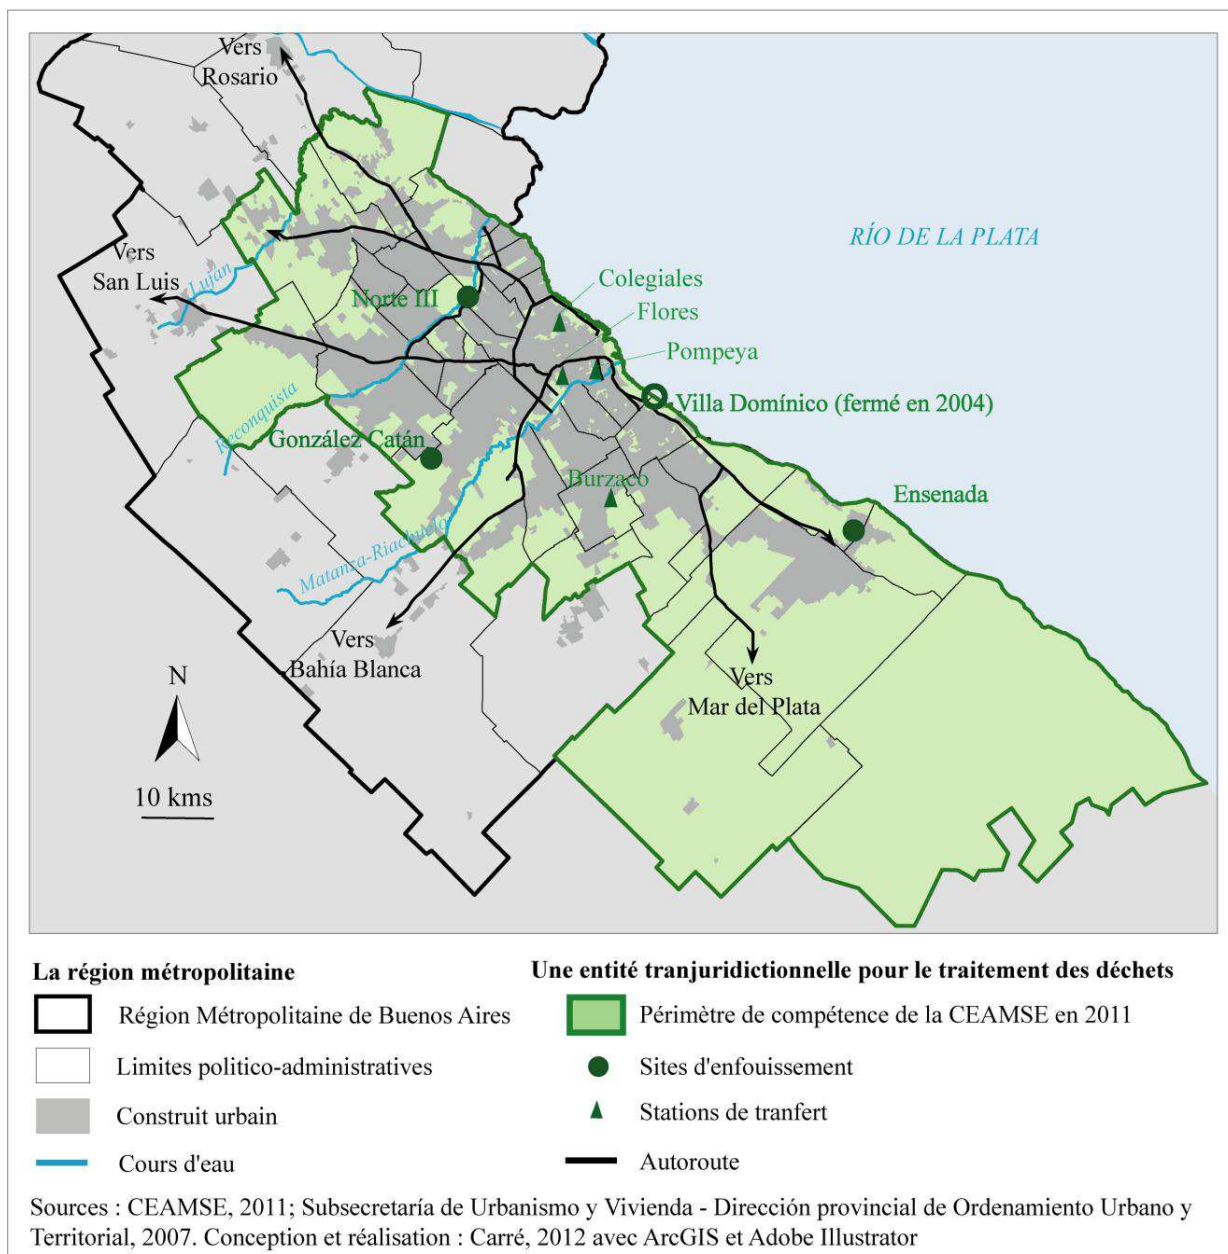 Vers
Rosario
RÍO DE LA PLATA
Vers
San Luis
Luján
Colegiales
Norte III
Flores
Pompeya
Villa Domínico (fermé en 2004)
Reconquista
González Catán
Burzaco
Ensenada
Matanza-Riachuelo
Vers
Bahía Blanca
Vers
Mar del Plata
N
10 kms
La région métropolitaine
Région Métropolitaine de Buenos Aires
Limites politico-administratives
Construit urbain
Cours d'eau
Une entité tranjuridictionnelle pour le traitement des déchets
Périmètre de compétence de la CEAMSE en 2011
Sites d'enfouissement
Stations de tranfert
Autoroute
Sources : CEAMSE, 2011; Subsecretaría de Urbanismo y Vivienda - Dirección provincial de Ordenamiento Urbano y
Territorial, 2007. Conception et réalisation : Carré, 2012 avec ArcGIS et Adobe Illustrator